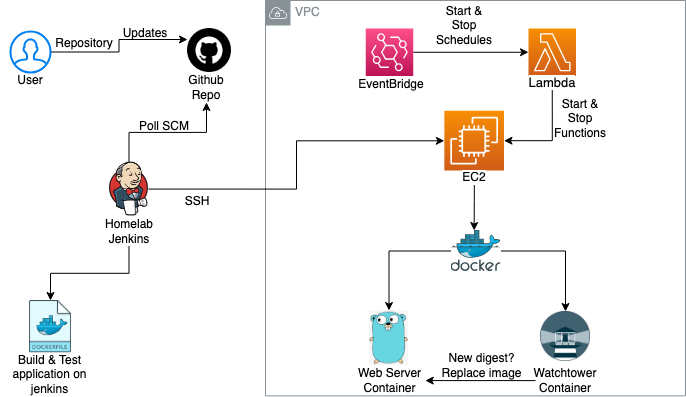 VPC
Repository
Updates
User
Github
Repo
Start &
Stop
Schedules
EventBridge
Lambda
Start &
Stop
Functions
Poll SCM
EC2
SSH
Homelab
Jenkins
docker
DOCKERFILE
Build & Test
application on
jenkins
Web Server
Container
New digest?
Replace image
Watchtower
Container